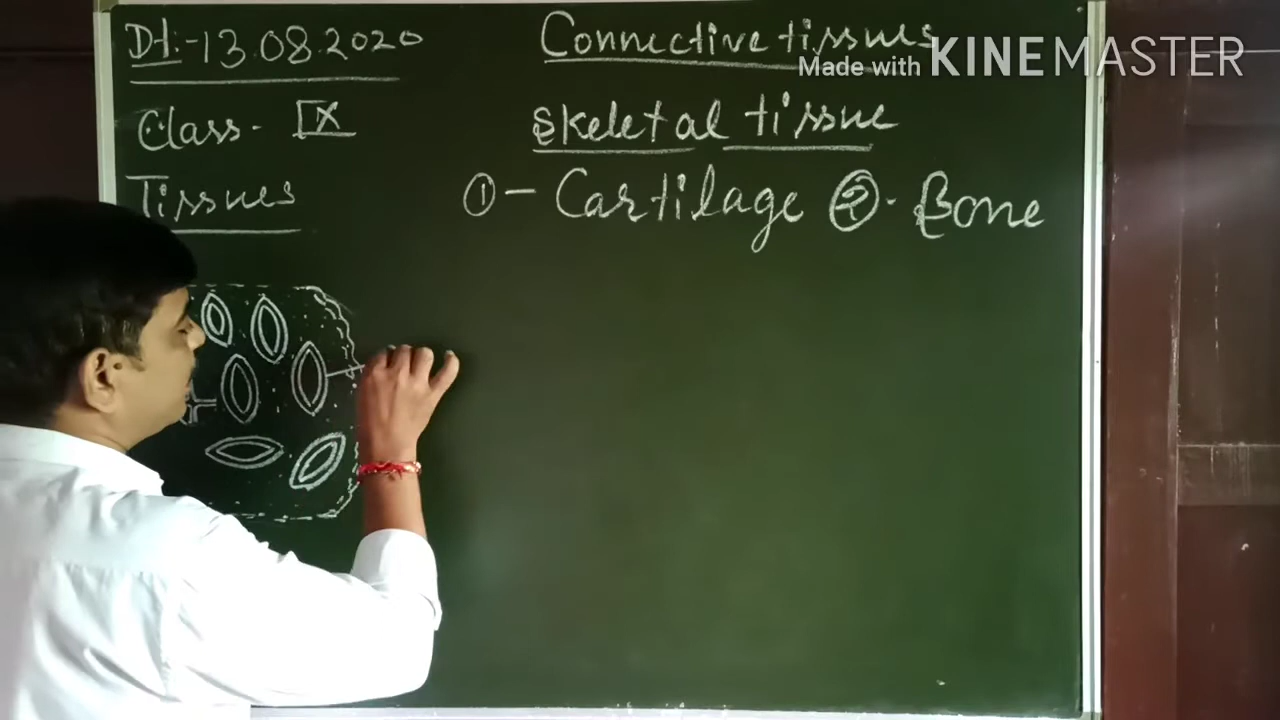 Dt:-13.08.2020
Connective tissues
Made with KINEMASTER
Class- IX
Skeletal tissue
Tissues
① - Cartilage ②. Bone